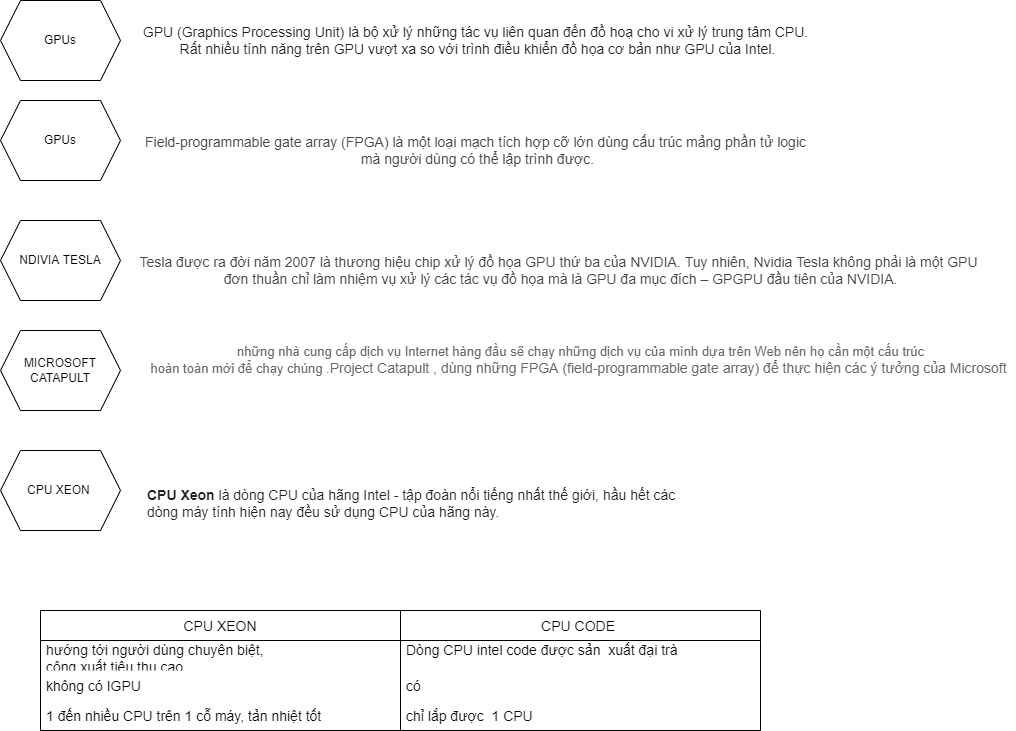 GPUs
GPU (Graphics Processing Unit) là bộ xử lý những tác vụ liên quan đến đồ hoạ cho vi xử lý trung tâm CPU.
Rất nhiều tính năng trên GPU vượt xa so với trình điều khiển đồ họa cơ bản như GPU của Intel.
GPUs
Field-programmable gate array (FPGA) là một loại mạch tích hợp cỡ lớn dùng cấu trúc mảng phần tử logic
mà người dùng có thể lập trình được.
NDIVIA TESLA
Tesla được ra đời năm 2007 là thương hiệu chip xử lý đồ họa GPU thứ ba của NVIDIA. Tuy nhiên, Nvidia Tesla không phải là một GPU
đơn thuần chỉ làm nhiệm vụ xử lý các tác vụ đồ họa mà là GPU đa mục đích – GPGPU đầu tiên của NVIDIA.
MICROSOFT
CATAPULT
những nhà cung cấp dịch vụ Internet hàng đầu sẽ chạy những dịch vụ của mình dựa trên Web nên họ cần một cấu trúc
hoàn toàn mới để chạy chúng .Project Catapult , dùng những FPGA (field-programmable gate array) để thực hiện các ý tưởng của Microsoft
CPU XEON
CPU Xeon là dòng CPU của hãng Intel - tập đoàn nổi tiếng nhất thế giới, hầu hết các
dòng máy tính hiện nay đều sử dụng CPU của hãng này.
CPU XEON CPU CODE
hướng tới người dùng chuyên biệt, Dòng CPU intel code được sản xuất đại trà
công xuất tiêu thụ cao
không có IGPU có
1 đến nhiều CPU trên 1 cỗ máy, tản nhiệt tốt chỉ lắp được 1 CPU